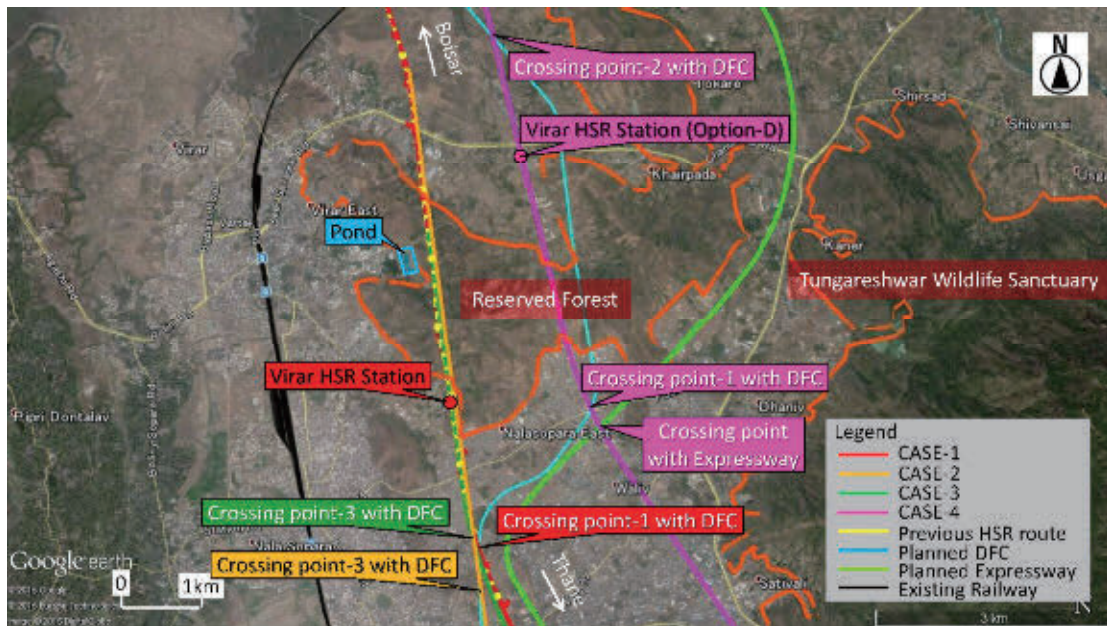 Boisar
N
Crossing point-2 with DFC
Virar HSR Station (Option-D)
Shirsad
Shivansai
Virar
Khairpada
Virar East
Pond
Kaner
Reserved Forest
Tungareshwar Wildlife Sanctuary
Virar HSR Station
Crossing point-1 with DFC
Dhaniv
Nalasopara East
Crossing point
with Expressway
Waliv
Crossing point-3 with DFC
Crossing point-1 with DFC
Crossing point-3 with DFC
Thane
Sativali
Google earth
0 1km
Legend
CASE-1
CASE-2
CASE-3
CASE-4
Previous HSR route
Planned DFC
Planned Expressway
Existing Railway
N
3 km